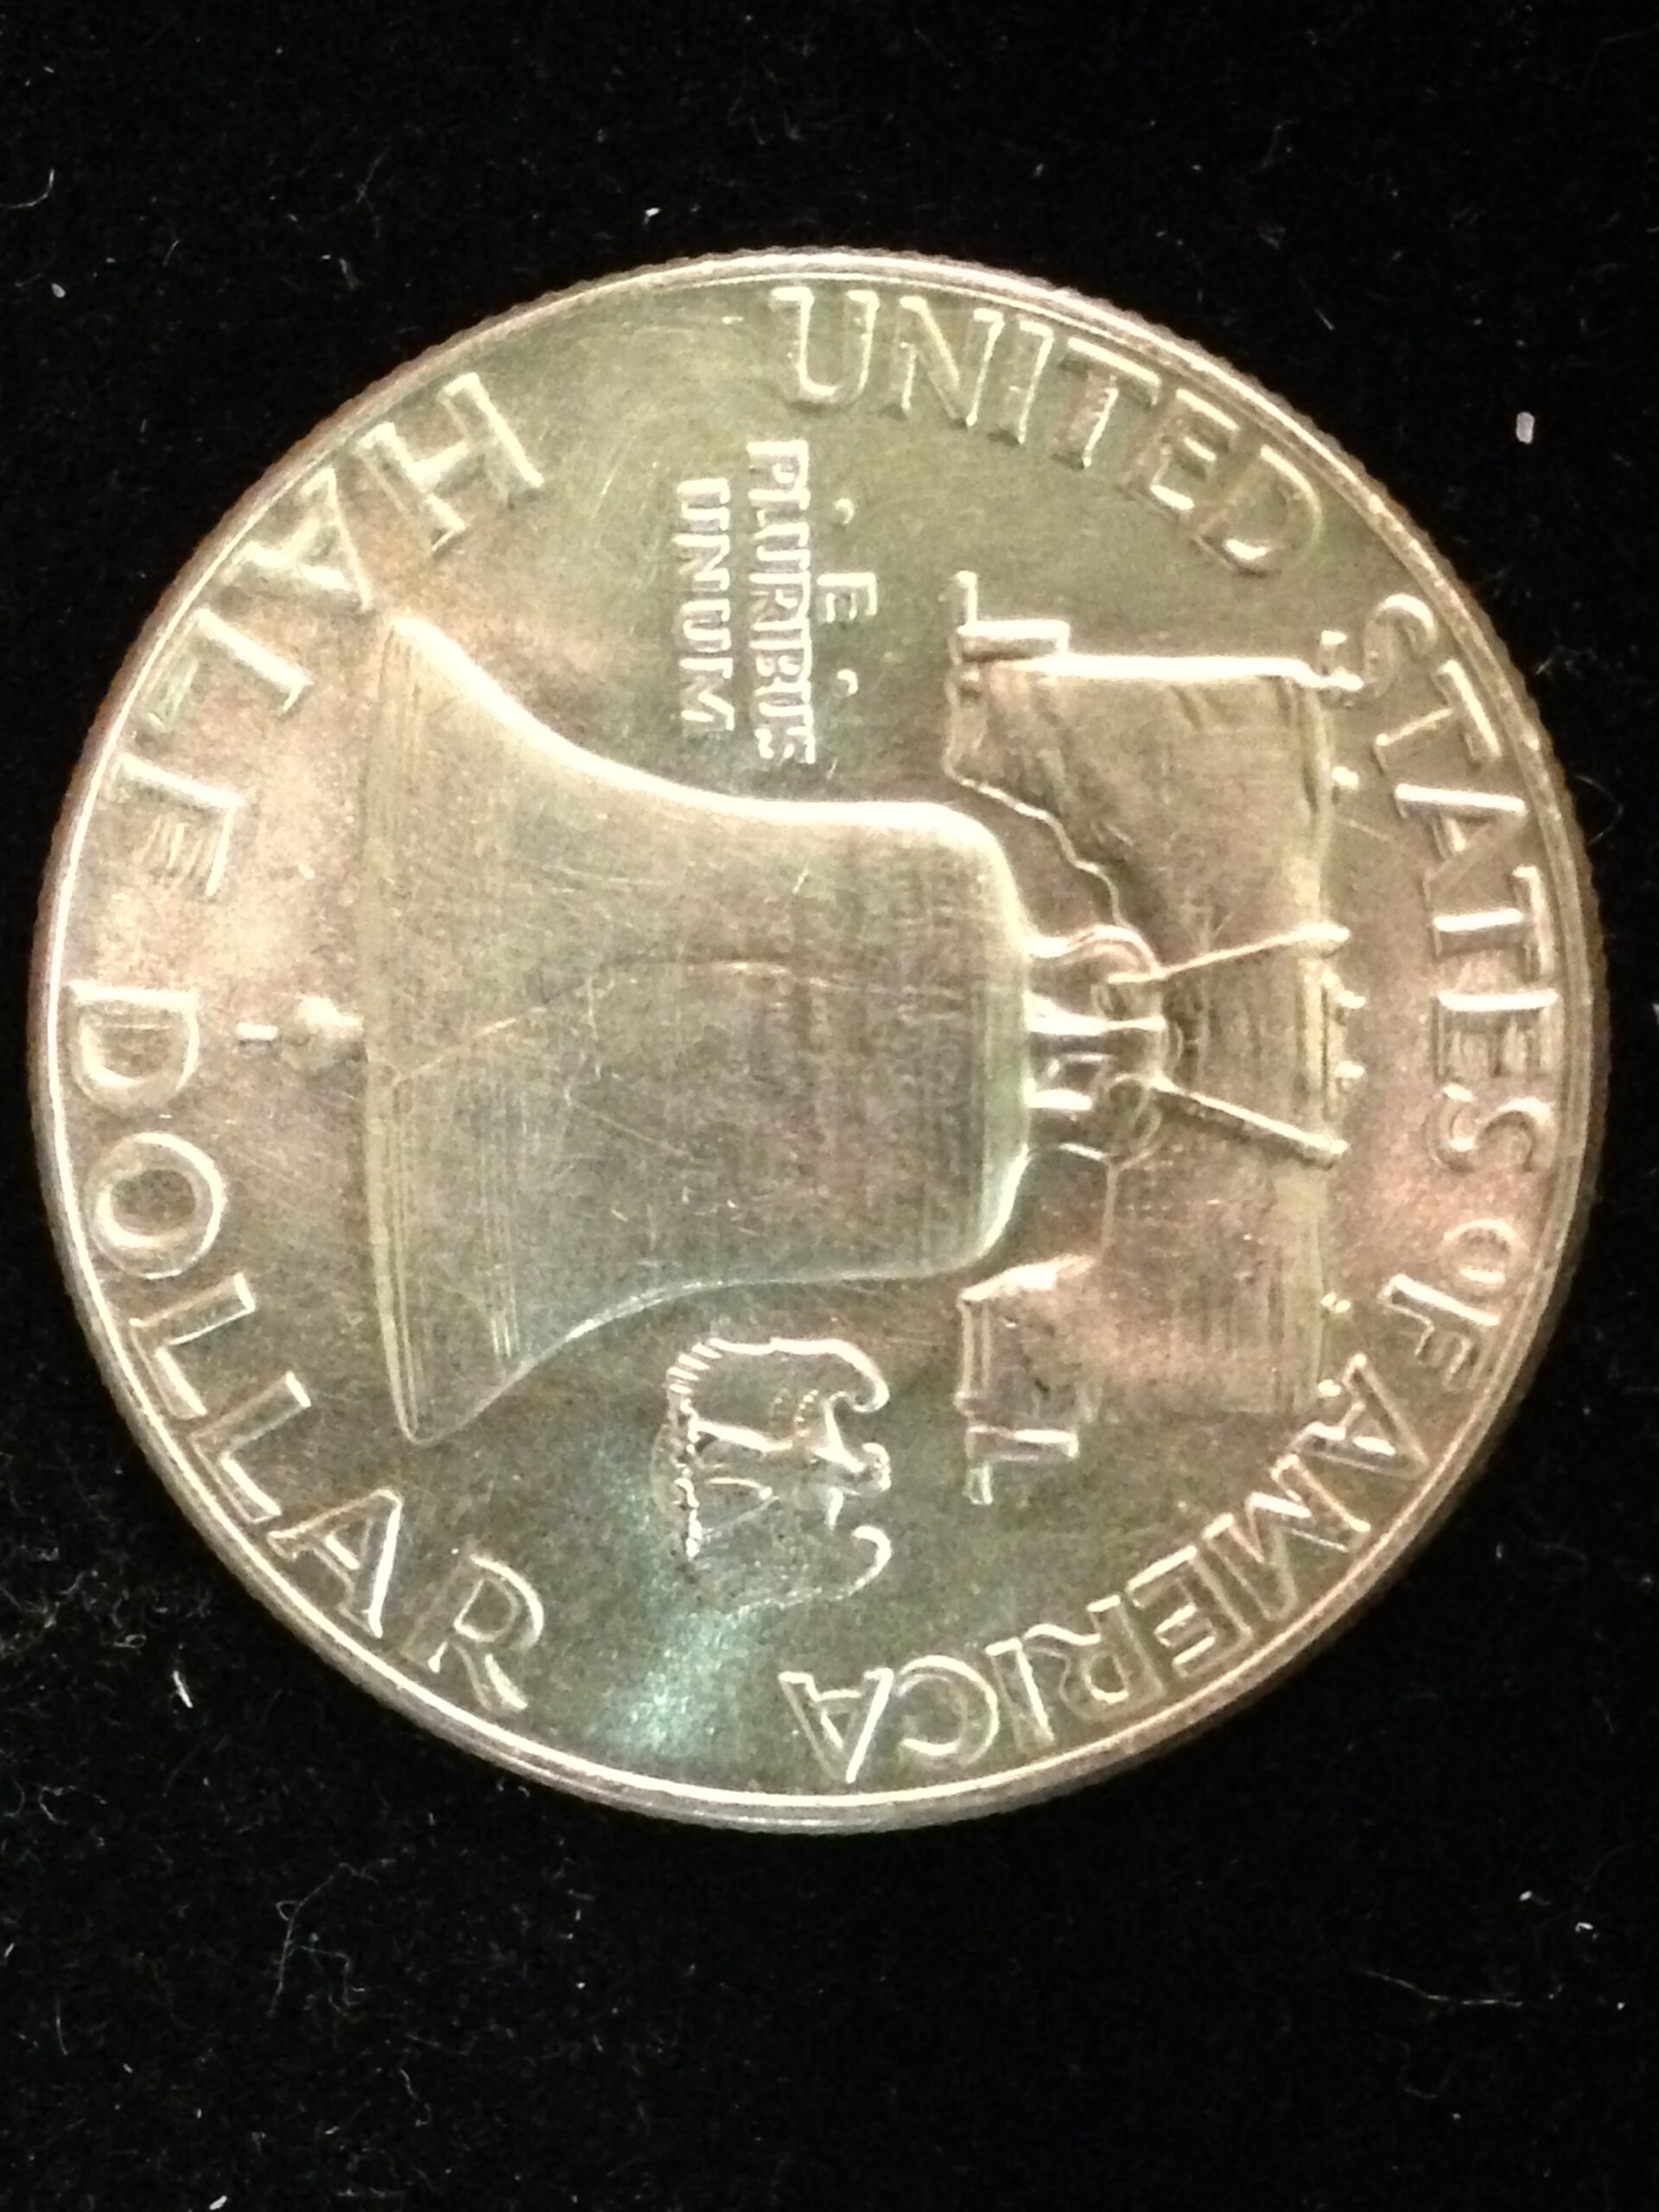 UNITED STATES OF AMERICA
· E ·
PLURIBUS
UNUM
HALF DOLLAR